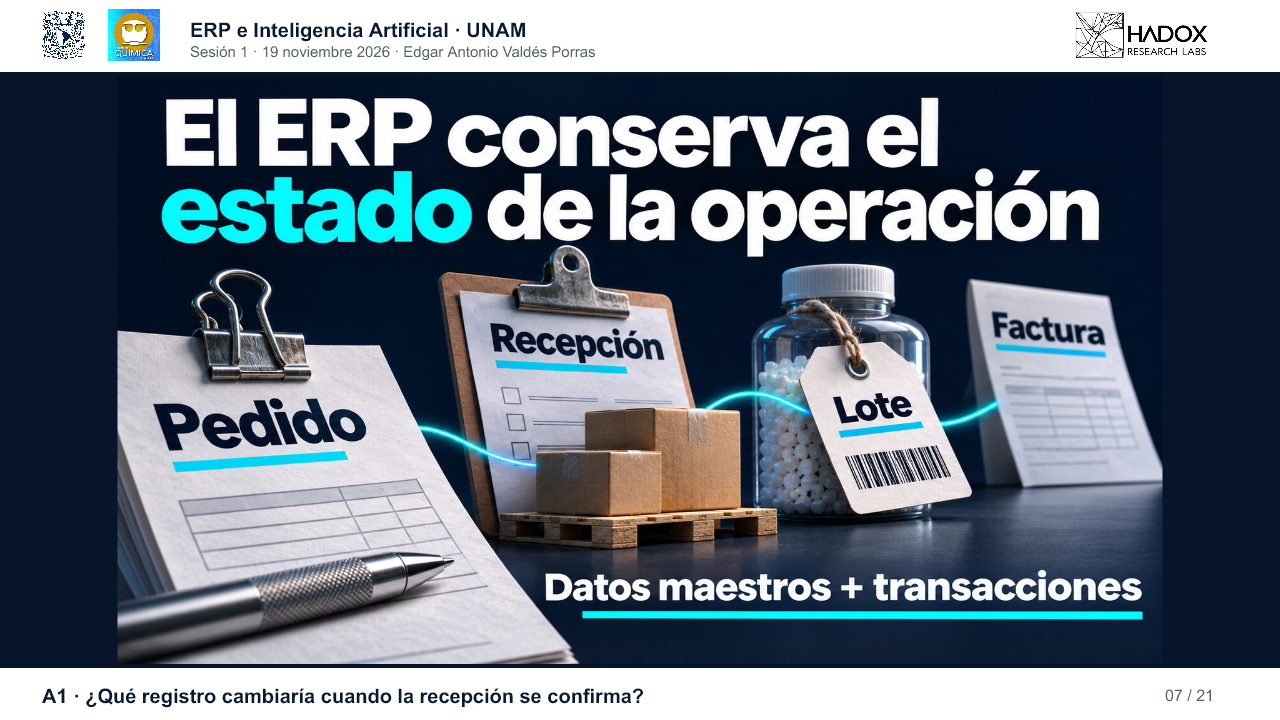 QUÍMICA
ERP e Inteligencia Artificial · UNAM
Sesión 1 · 19 noviembre 2026 · Edgar Antonio Valdés Porras
HADOX
RESEARCH LABS
El ERP conserva el
estado de la operación
Pedido
Recepción
Lote
Factura
Datos maestros + transacciones
A1 · ¿Qué registro cambiaría cuando la recepción se confirma?
07 / 21